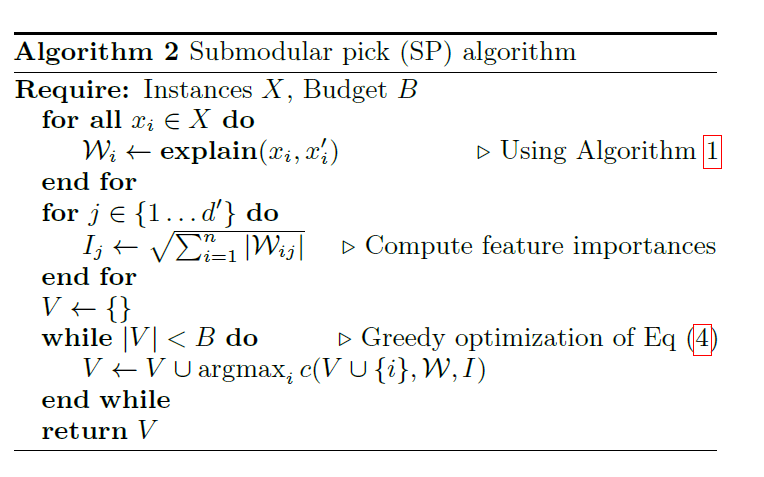 Algorithm 2 Submodular pick (SP) algorithm
Require: Instances X, Budget B
for all xᵢ ∈ X do
𝒲ᵢ ← explain(xᵢ, x′ᵢ) ▷ Using Algorithm 1
end for
for j ∈ {1 . . . d′} do
Iⱼ ← √∑ⁿᵢ₌₁ |𝒲ᵢⱼ| ▷ Compute feature importances
end for
V ← {}
while |V| < B do ▷ Greedy optimization of Eq (4)
V ← V ∪ argmaxᵢ c(V ∪ {i}, 𝒲, I)
end while
return V